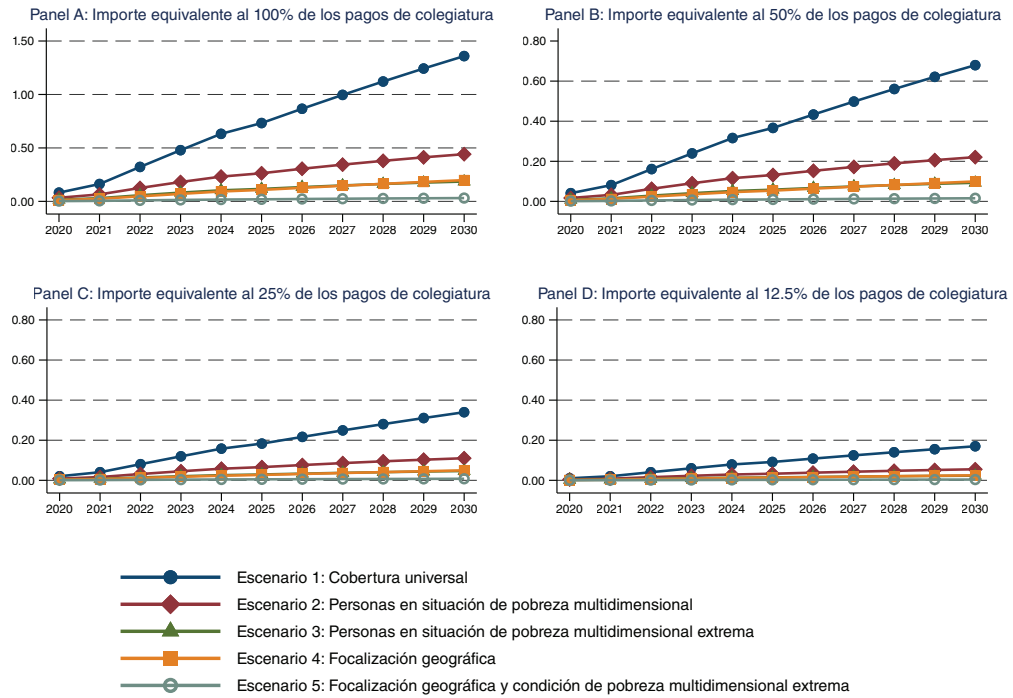 Panel A: Importe equivalente al 100% de los pagos de colegiatura
1.50
1.00
0.50
0.00
2020 2021 2022 2023 2024 2025 2026 2027 2028 2029 2030
Panel B: Importe equivalente al 50% de los pagos de colegiatura
0.80
0.60
0.40
0.20
0.00
2020 2021 2022 2023 2024 2025 2026 2027 2028 2029 2030
Panel C: Importe equivalente al 25% de los pagos de colegiatura
0.80
0.60
0.40
0.20
0.00
2020 2021 2022 2023 2024 2025 2026 2027 2028 2029 2030
Panel D: Importe equivalente al 12.5% de los pagos de colegiatura
0.80
0.60
0.40
0.20
0.00
2020 2021 2022 2023 2024 2025 2026 2027 2028 2029 2030
Escenario 1: Cobertura universal
Escenario 2: Personas en situación de pobreza multidimensional
Escenario 3: Personas en situación de pobreza multidimensional extrema
Escenario 4: Focalización geográfica
Escenario 5: Focalización geográfica y condición de pobreza multidimensional extrema